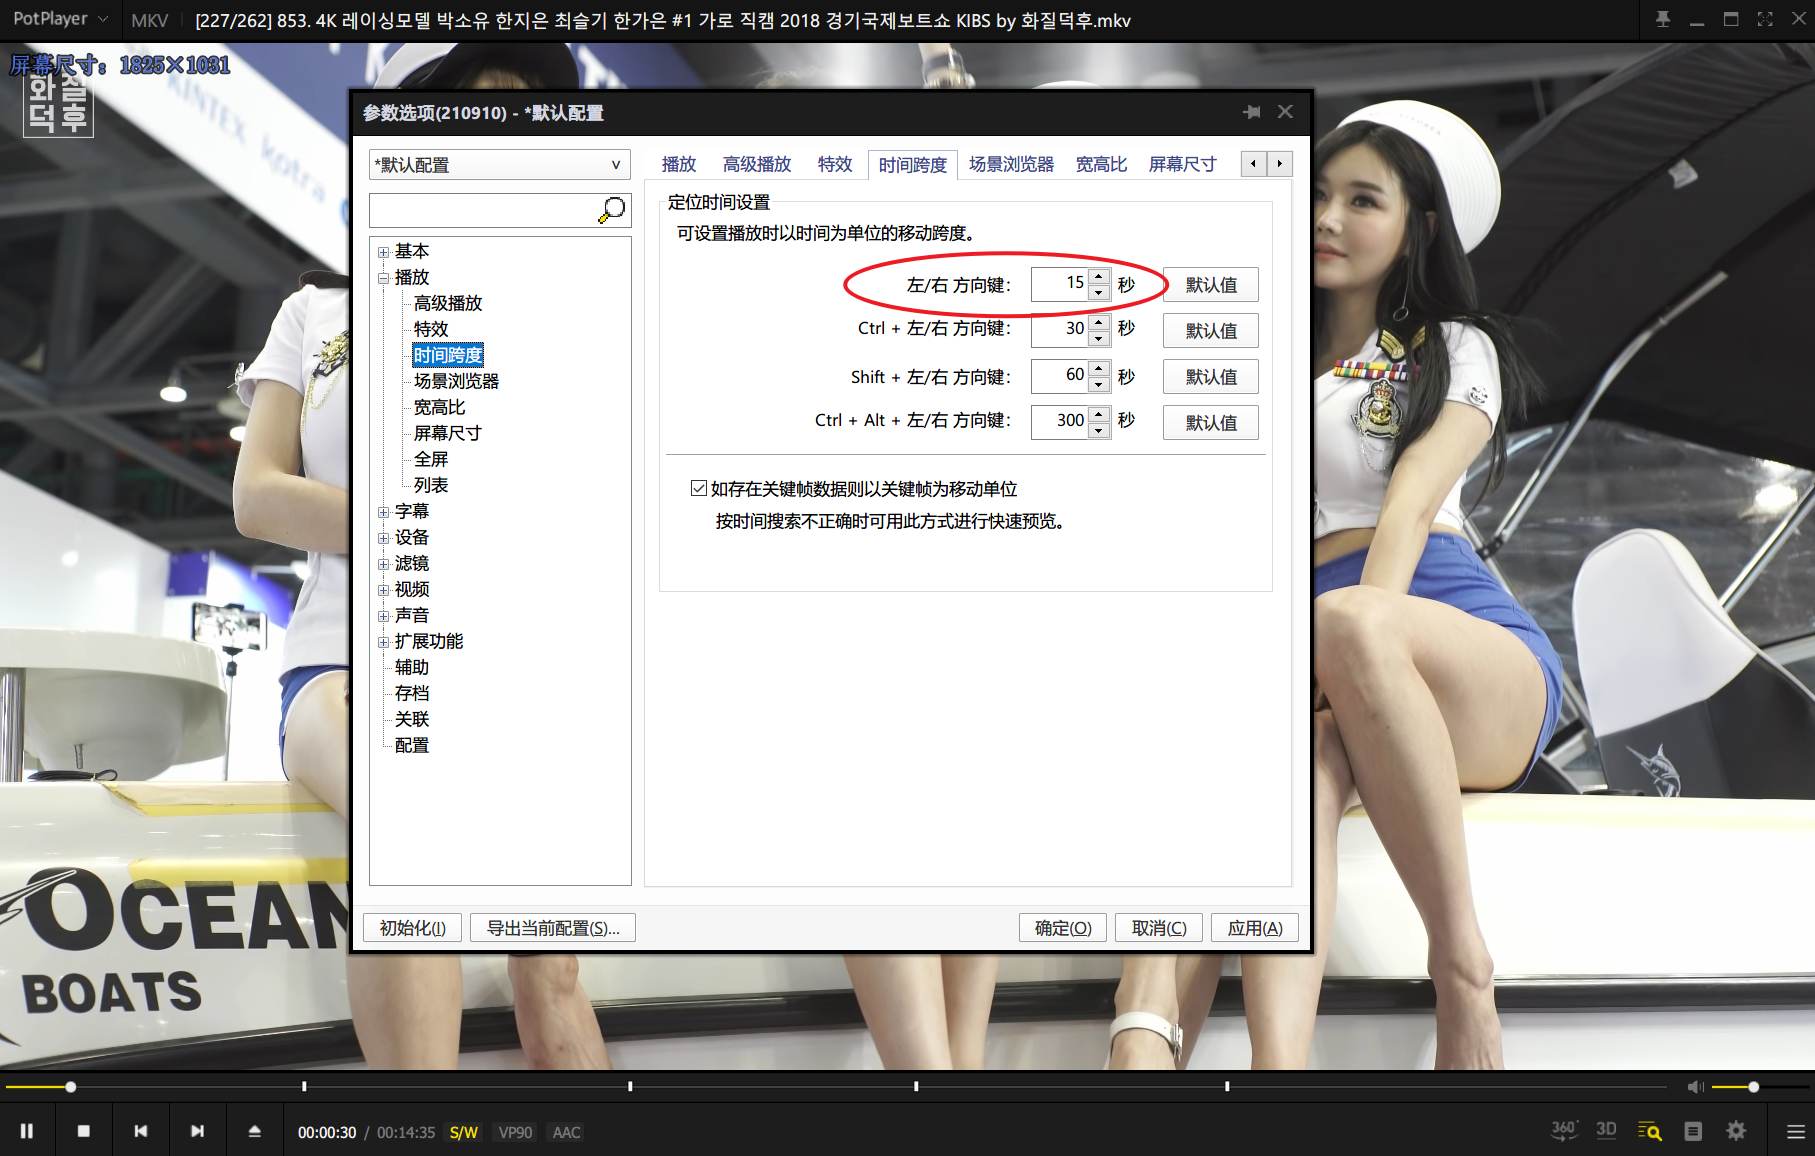 PotPlayer
MKV
[227/262] 853. 4K 레이싱모델 박소유 한지은 최슬기 한가은 #1 가로 직캠 2018 경기국제보트쇼 KIBS by 화질덕후.mkv
屏幕尺寸: 1825×1031
화질
덕후
KINTEX kotra
参数选项(210910) - *默认配置
*默认配置
播放 高级播放 特效 时间跨度 场景浏览器 宽高比 屏幕尺寸
基本
播放
高级播放
特效
时间跨度
场景浏览器
宽高比
屏幕尺寸
全屏
列表
字幕
设备
滤镜
视频
声音
扩展功能
辅助
存档
关联
配置
定位时间设置
可设置播放时以时间为单位的移动跨度。
左/右 方向键: 15 秒 默认值
Ctrl + 左/右 方向键: 30 秒 默认值
Shift + 左/右 方向键: 60 秒 默认值
Ctrl + Alt + 左/右 方向键: 300 秒 默认值
如存在关键帧数据则以关键帧为移动单位
按时间搜索不正确时可用此方式进行快速预览。
初始化(I) 导出当前配置(S)... 确定(O) 取消(C) 应用(A)
OCEAN
BOATS
00:00:30 / 00:14:35 S/W VP90 AAC
360° 3D